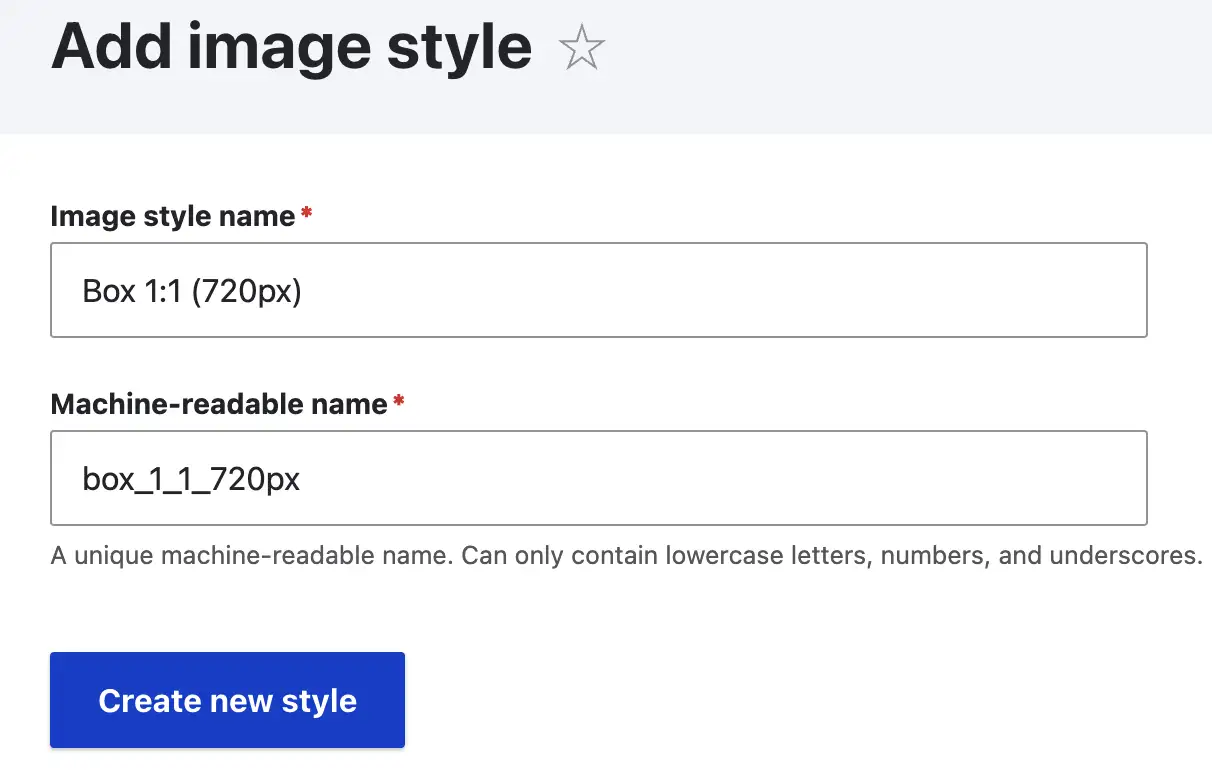 Add image style
Image style name*
Box 1:1 (720px)
Machine-readable name*
box_1_1_720px
A unique machine-readable name. Can only contain lowercase letters, numbers, and underscores.
Create new style